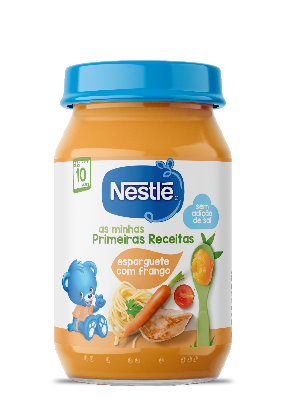 10
Nestlé
sem
adição
de sal
as minhas
Primeiras Receitas
esparguete
com frango